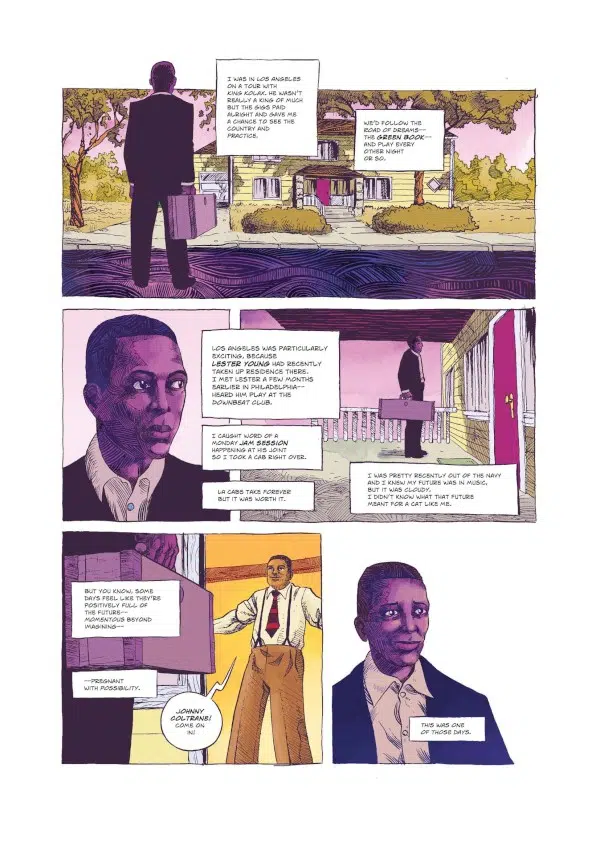 I WAS IN LOS ANGELES
ON A TOUR WITH
KING KOLAX. HE WASN'T
REALLY A KING OF MUCH
BUT THE GIGS PAID
ALRIGHT AND GAVE ME
A CHANCE TO SEE THE
COUNTRY AND
PRACTICE.
WE'D FOLLOW THE
ROAD OF DREAMS--
THE GREEN BOOK--
AND PLAY EVERY
OTHER NIGHT
OR SO.
LOS ANGELES WAS PARTICULARLY
EXCITING, BECAUSE
LESTER YOUNG HAD RECENTLY
TAKEN UP RESIDENCE THERE.
I MET LESTER A FEW MONTHS
EARLIER IN PHILADELPHIA--
HEARD HIM PLAY AT THE
DOWNBEAT CLUB.
I CAUGHT WORD OF A
MONDAY JAM SESSION
HAPPENING AT HIS JOINT
SO I TOOK A CAB RIGHT OVER.
LA CABS TAKE FOREVER
BUT IT WAS WORTH IT.
I WAS PRETTY RECENTLY OUT OF THE NAVY
AND I KNEW MY FUTURE WAS IN MUSIC,
BUT IT WAS CLOUDY.
I DIDN'T KNOW WHAT THAT FUTURE
MEANT FOR A CAT LIKE ME.
BUT YOU KNOW, SOME
DAYS FEEL LIKE THEY'RE
POSITIVELY FULL OF
THE FUTURE--
MOMENTOUS BEYOND
IMAGINING--
--PREGNANT
WITH POSSIBILITY.
JOHNNY
COLTRANE!
COME ON
IN!
THIS WAS ONE
OF THOSE DAYS.